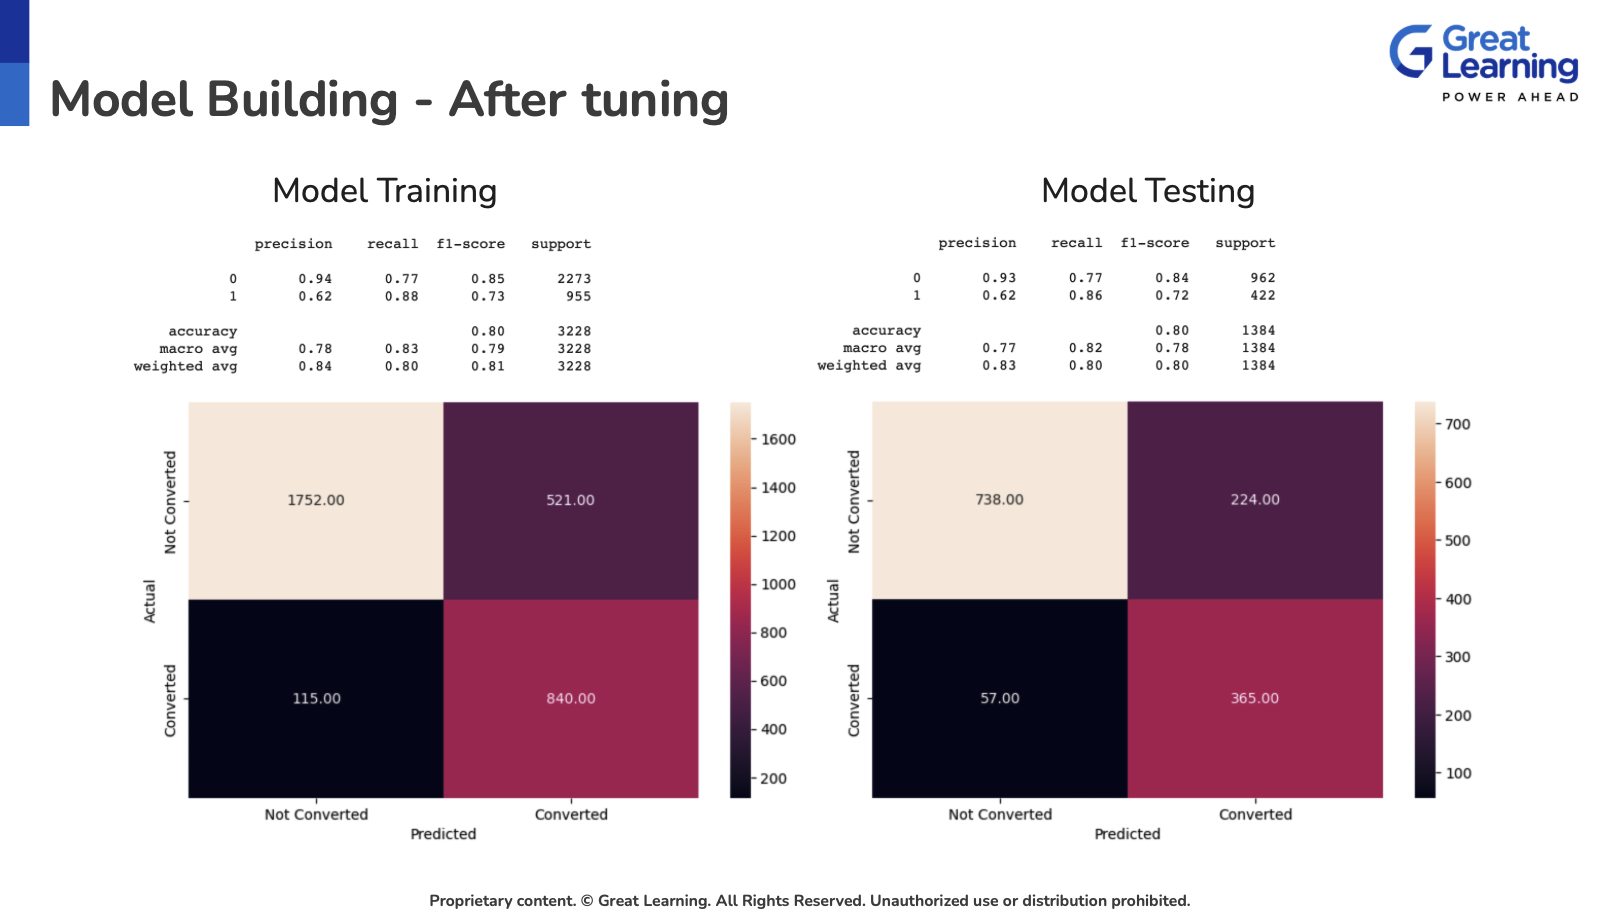 Great
Learning
POWER AHEAD
Model Building - After tuning
Model Training
precision recall f1-score support
0 0.94 0.77 0.85 2273
1 0.62 0.88 0.73 955
accuracy 0.80 3228
macro avg 0.78 0.83 0.79 3228
weighted avg 0.84 0.80 0.81 3228
Actual
Not Converted
Converted
1752.00 521.00
115.00 840.00
Not Converted Converted
Predicted
1600
1400
1200
1000
800
600
400
200
Model Testing
precision recall f1-score support
0 0.93 0.77 0.84 962
1 0.62 0.86 0.72 422
accuracy 0.80 1384
macro avg 0.77 0.82 0.78 1384
weighted avg 0.83 0.80 0.80 1384
Actual
Not Converted
Converted
738.00 224.00
57.00 365.00
Not Converted Converted
Predicted
700
600
500
400
300
200
100
Proprietary content. © Great Learning. All Rights Reserved. Unauthorized use or distribution prohibited.